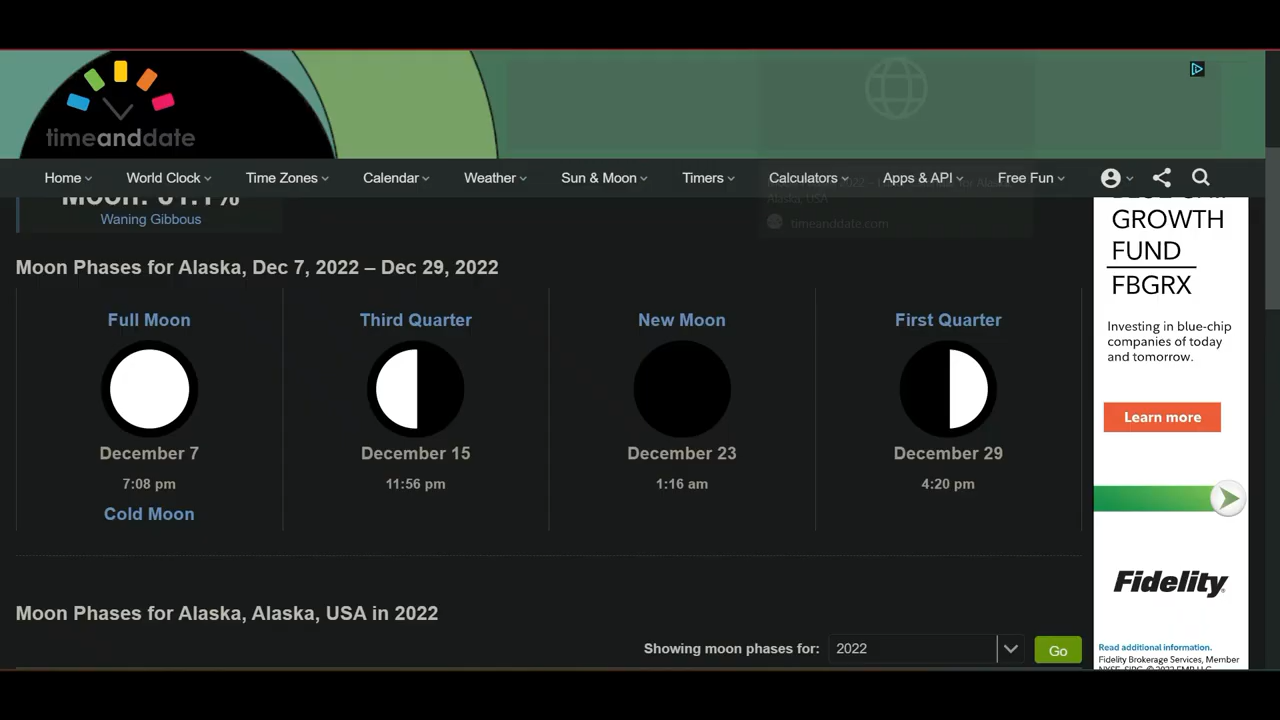 timeanddate
Home World Clock Time Zones Calendar Weather Sun & Moon Timers Calculators Apps & API Free Fun
Alaska, USA
timeanddate.com
Waning Gibbous
Moon Phases for Alaska, Dec 7, 2022 – Dec 29, 2022
Full Moon
December 7
7:08 pm
Cold Moon
Third Quarter
December 15
11:56 pm
New Moon
December 23
1:16 am
First Quarter
December 29
4:20 pm
Moon Phases for Alaska, Alaska, USA in 2022
Showing moon phases for: 2022 Go
GROWTH
FUND
FBGRX
Investing in blue-chip
companies of today
and tomorrow.
Learn more
Fidelity
Read additional information.
Fidelity Brokerage Services, Member